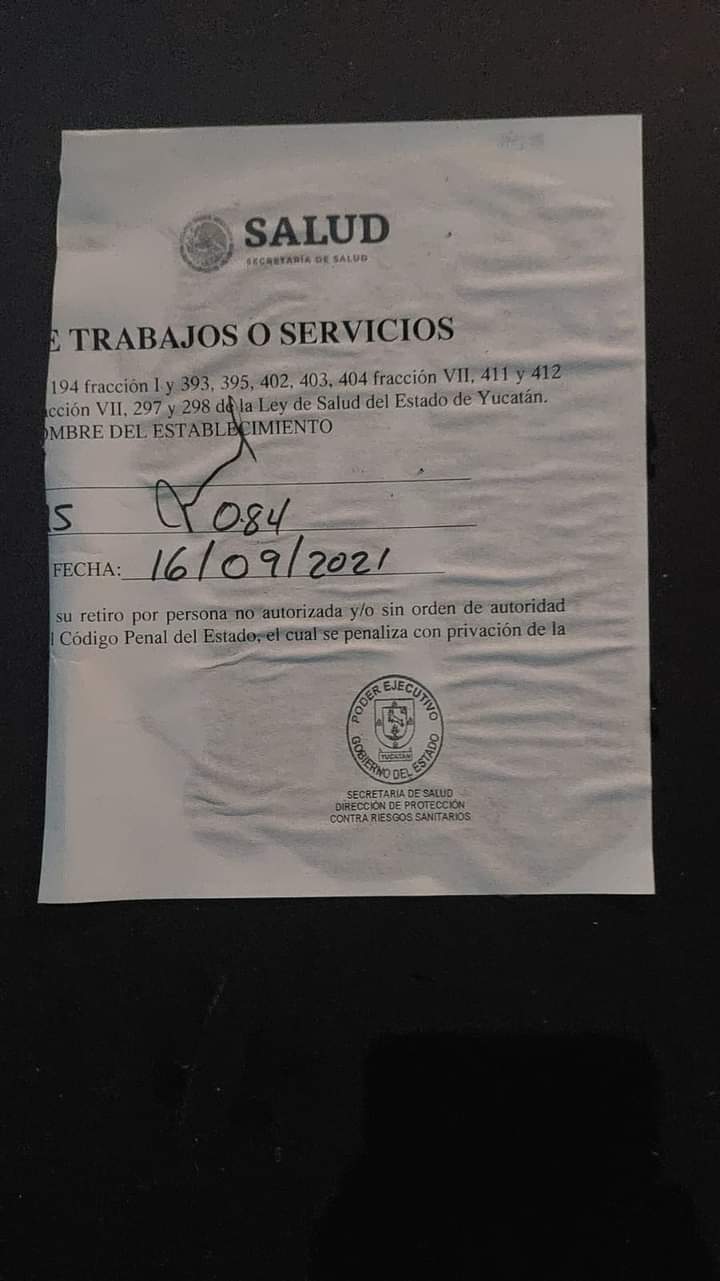 SALUD
SECRETARÍA DE SALUD
E TRABAJOS O SERVICIOS
194 fracción I y 393, 395, 402, 403, 404 fracción VII, 411 y 412
cción VII, 297 y 298 de la Ley de Salud del Estado de Yucatán.
OMBRE DEL ESTABLECIMIENTO
S 084
FECHA: 16/09/2021
su retiro por persona no autorizada y/o sin orden de autoridad
l Código Penal del Estado, el cual se penaliza con privación de la
PODER EJECUTIVO
YUCATAN
GOBIERNO DEL ESTADO
SECRETARIA DE SALUD
DIRECCIÓN DE PROTECCIÓN
CONTRA RIESGOS SANITARIOS